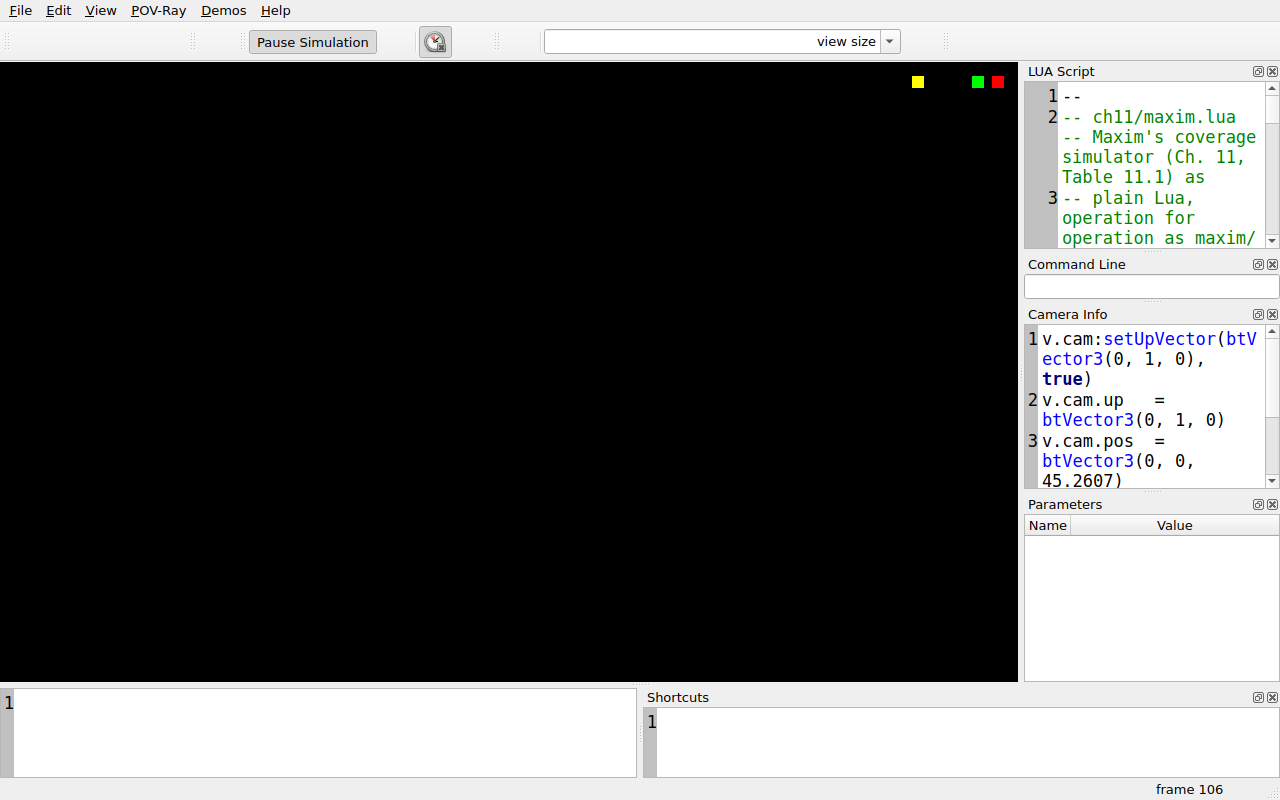 File Edit View POV-Ray Demos Help
Pause Simulation
view size
LUA Script
1 --
2 -- ch11/maxim.lua
-- Maxim's coverage
simulator (Ch. 11,
Table 11.1) as
3 -- plain Lua,
operation for
operation as maxim/
Command Line
Camera Info
1 v.cam:setUpVector(btV
ector3(0, 1, 0),
true)
2 v.cam.up   =
btVector3(0, 1, 0)
3 v.cam.pos  =
btVector3(0, 0,
45.2607)
Parameters
Name Value
1
Shortcuts
1
frame 106